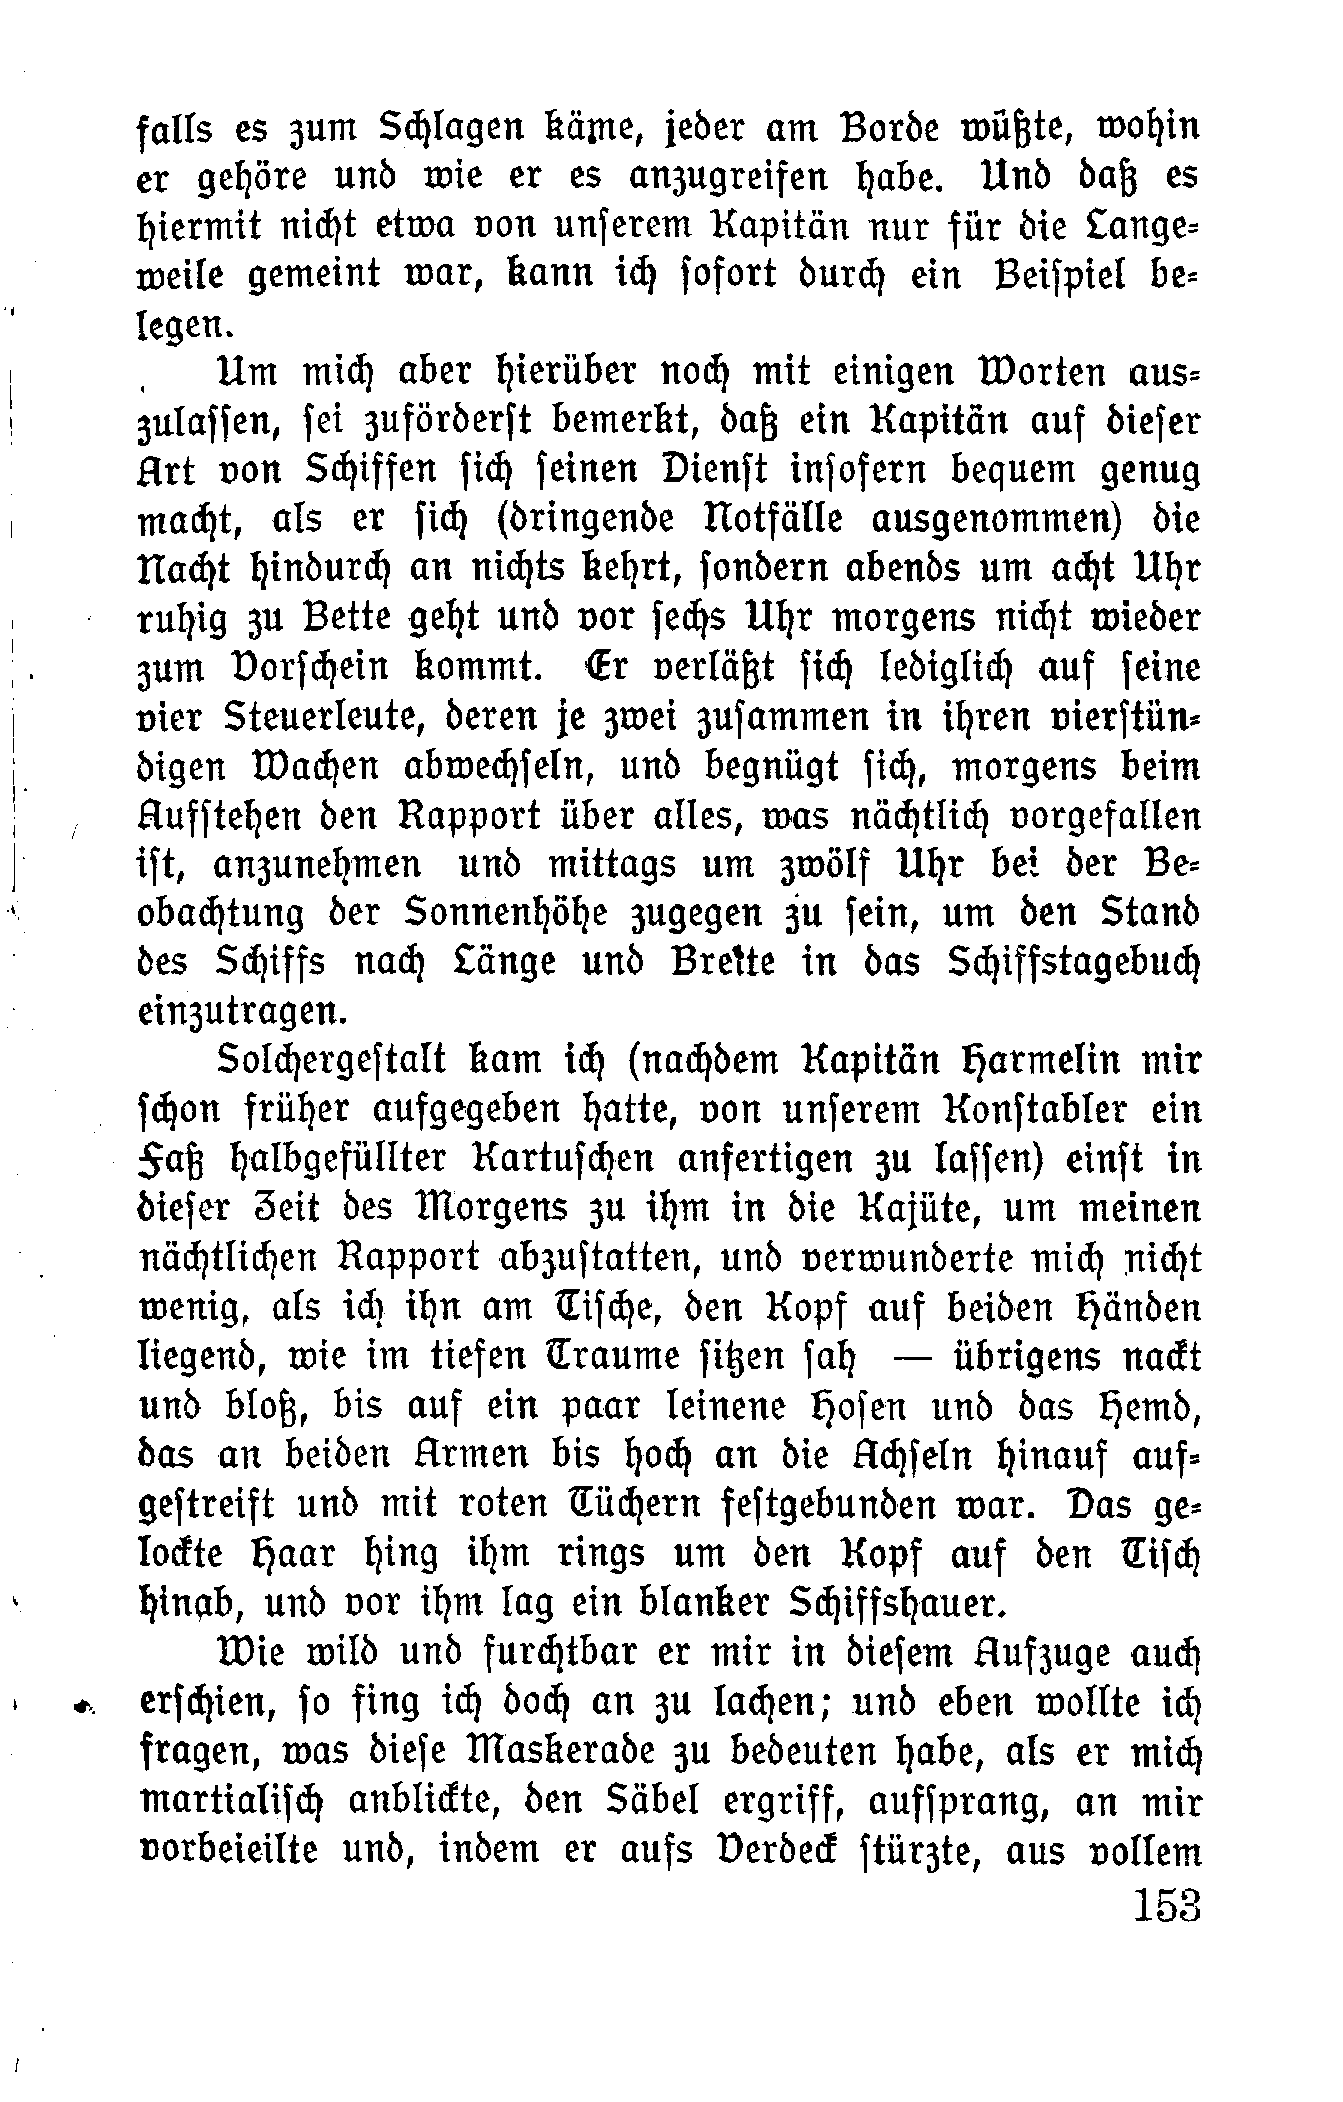 falls es zum Schlagen käme, jeder am Borde wüßte, wohin
er gehöre und wie er es anzugreifen habe. Und daß es
hiermit nicht etwa von unserem Kapitän nur für die Lange-
weile gemeint war, kann ich sofort durch ein Beispiel be-
legen.
Um mich aber hierüber noch mit einigen Worten aus-
zulassen, sei zuförderst bemerkt, daß ein Kapitän auf dieser
Art von Schiffen sich seinen Dienst insofern bequem genug
macht, als er sich (dringende Notfälle ausgenommen) die
Nacht hindurch an nichts kehrt, sondern abends um acht Uhr
ruhig zu Bette geht und vor sechs Uhr morgens nicht wieder
zum Vorschein kommt. Er verläßt sich lediglich auf seine
vier Steuerleute, deren je zwei zusammen in ihren vierstün-
digen Wachen abwechseln, und begnügt sich, morgens beim
Aufstehen den Rapport über alles, was nächtlich vorgefallen
ist, anzunehmen und mittags um zwölf Uhr bei der Be-
obachtung der Sonnenhöhe zugegen zu sein, um den Stand
des Schiffs nach Länge und Breite in das Schiffstagebuch
einzutragen.
Solchergestalt kam ich (nachdem Kapitän Harmelin mir
schon früher aufgegeben hatte, von unserem Konstabler ein
Faß halbgefüllter Kartuschen anfertigen zu lassen) einst in
dieser Zeit des Morgens zu ihm in die Kajüte, um meinen
nächtlichen Rapport abzustatten, und verwunderte mich nicht
wenig, als ich ihn am Tische, den Kopf auf beiden Händen
liegend, wie im tiefen Traume sitzen sah — übrigens nackt
und bloß, bis auf ein paar leinene Hosen und das Hemd,
das an beiden Armen bis hoch an die Achseln hinauf auf-
gestreift und mit roten Tüchern festgebunden war. Das ge-
lockte Haar hing ihm rings um den Kopf auf den Tisch
hinab, und vor ihm lag ein blanker Schiffshauer.
Wie wild und furchtbar er mir in diesem Aufzuge auch
erschien, so fing ich doch an zu lachen; und eben wollte ich
fragen, was diese Maskerade zu bedeuten habe, als er mich
martialisch anblickte, den Säbel ergriff, aufsprang, an mir
vorbeieilte und, indem er aufs Verdeck stürzte, aus vollem
153